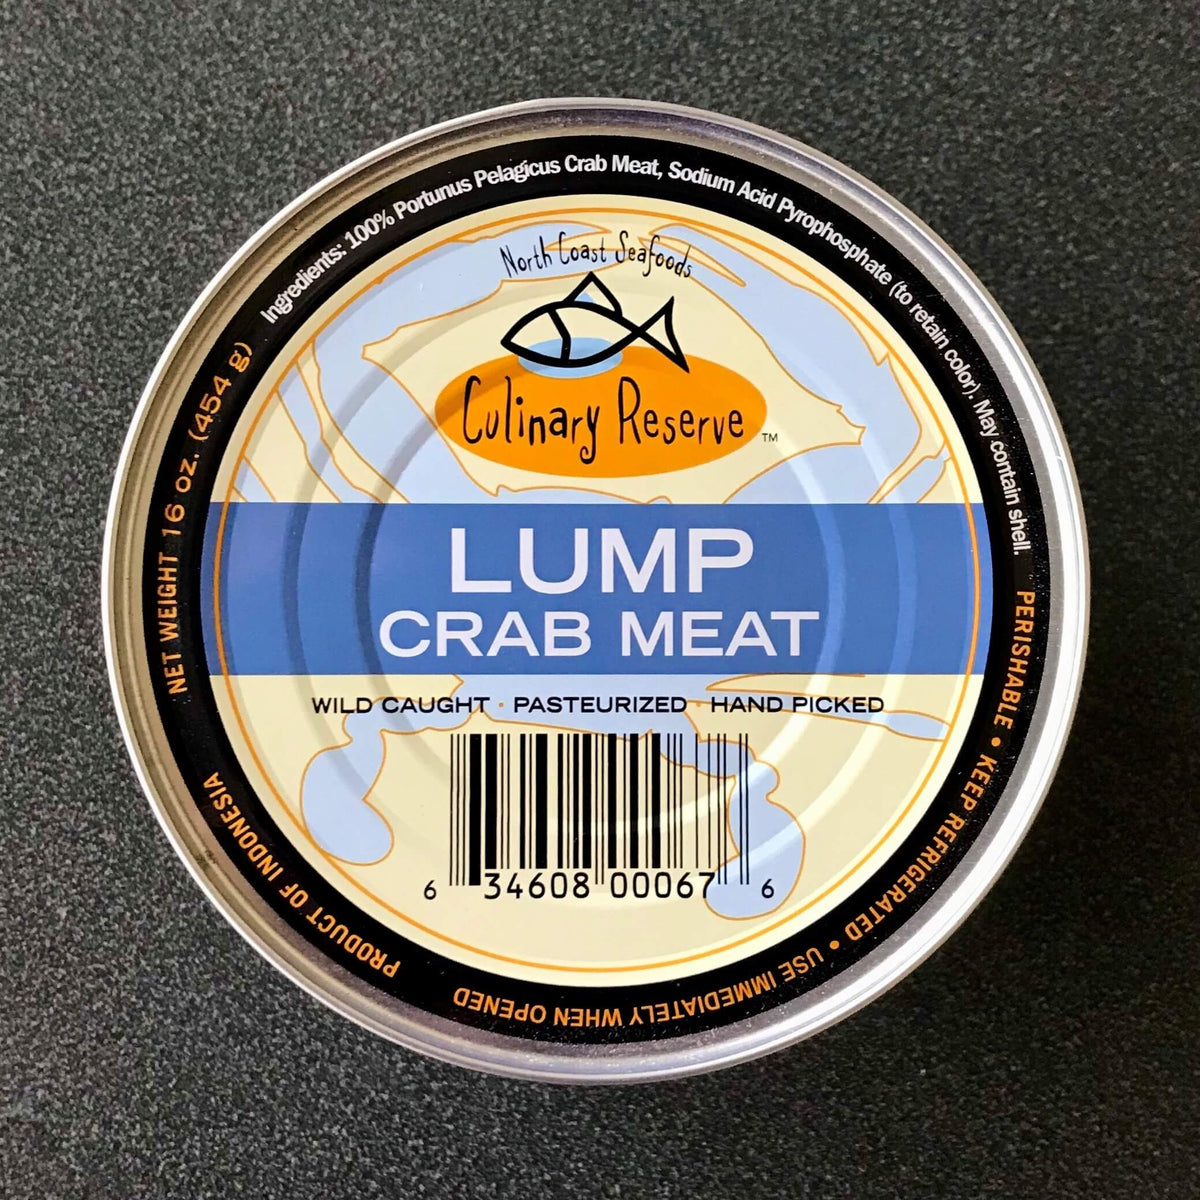 Ingredients: 100% Portunus Pelagicus Crab Meat, Sodium Acid Pyrophosphate (to retain color). May contain shell.
North Coast Seafoods
Culinary Reserve™
LUMP
CRAB MEAT
WILD CAUGHT · PASTEURIZED · HAND PICKED
6 34608 00067 6
NET WEIGHT 16 oz. (454 g)
PERISHABLE • KEEP REFRIGERATED • USE IMMEDIATELY WHEN OPENED
PRODUCT OF INDONESIA